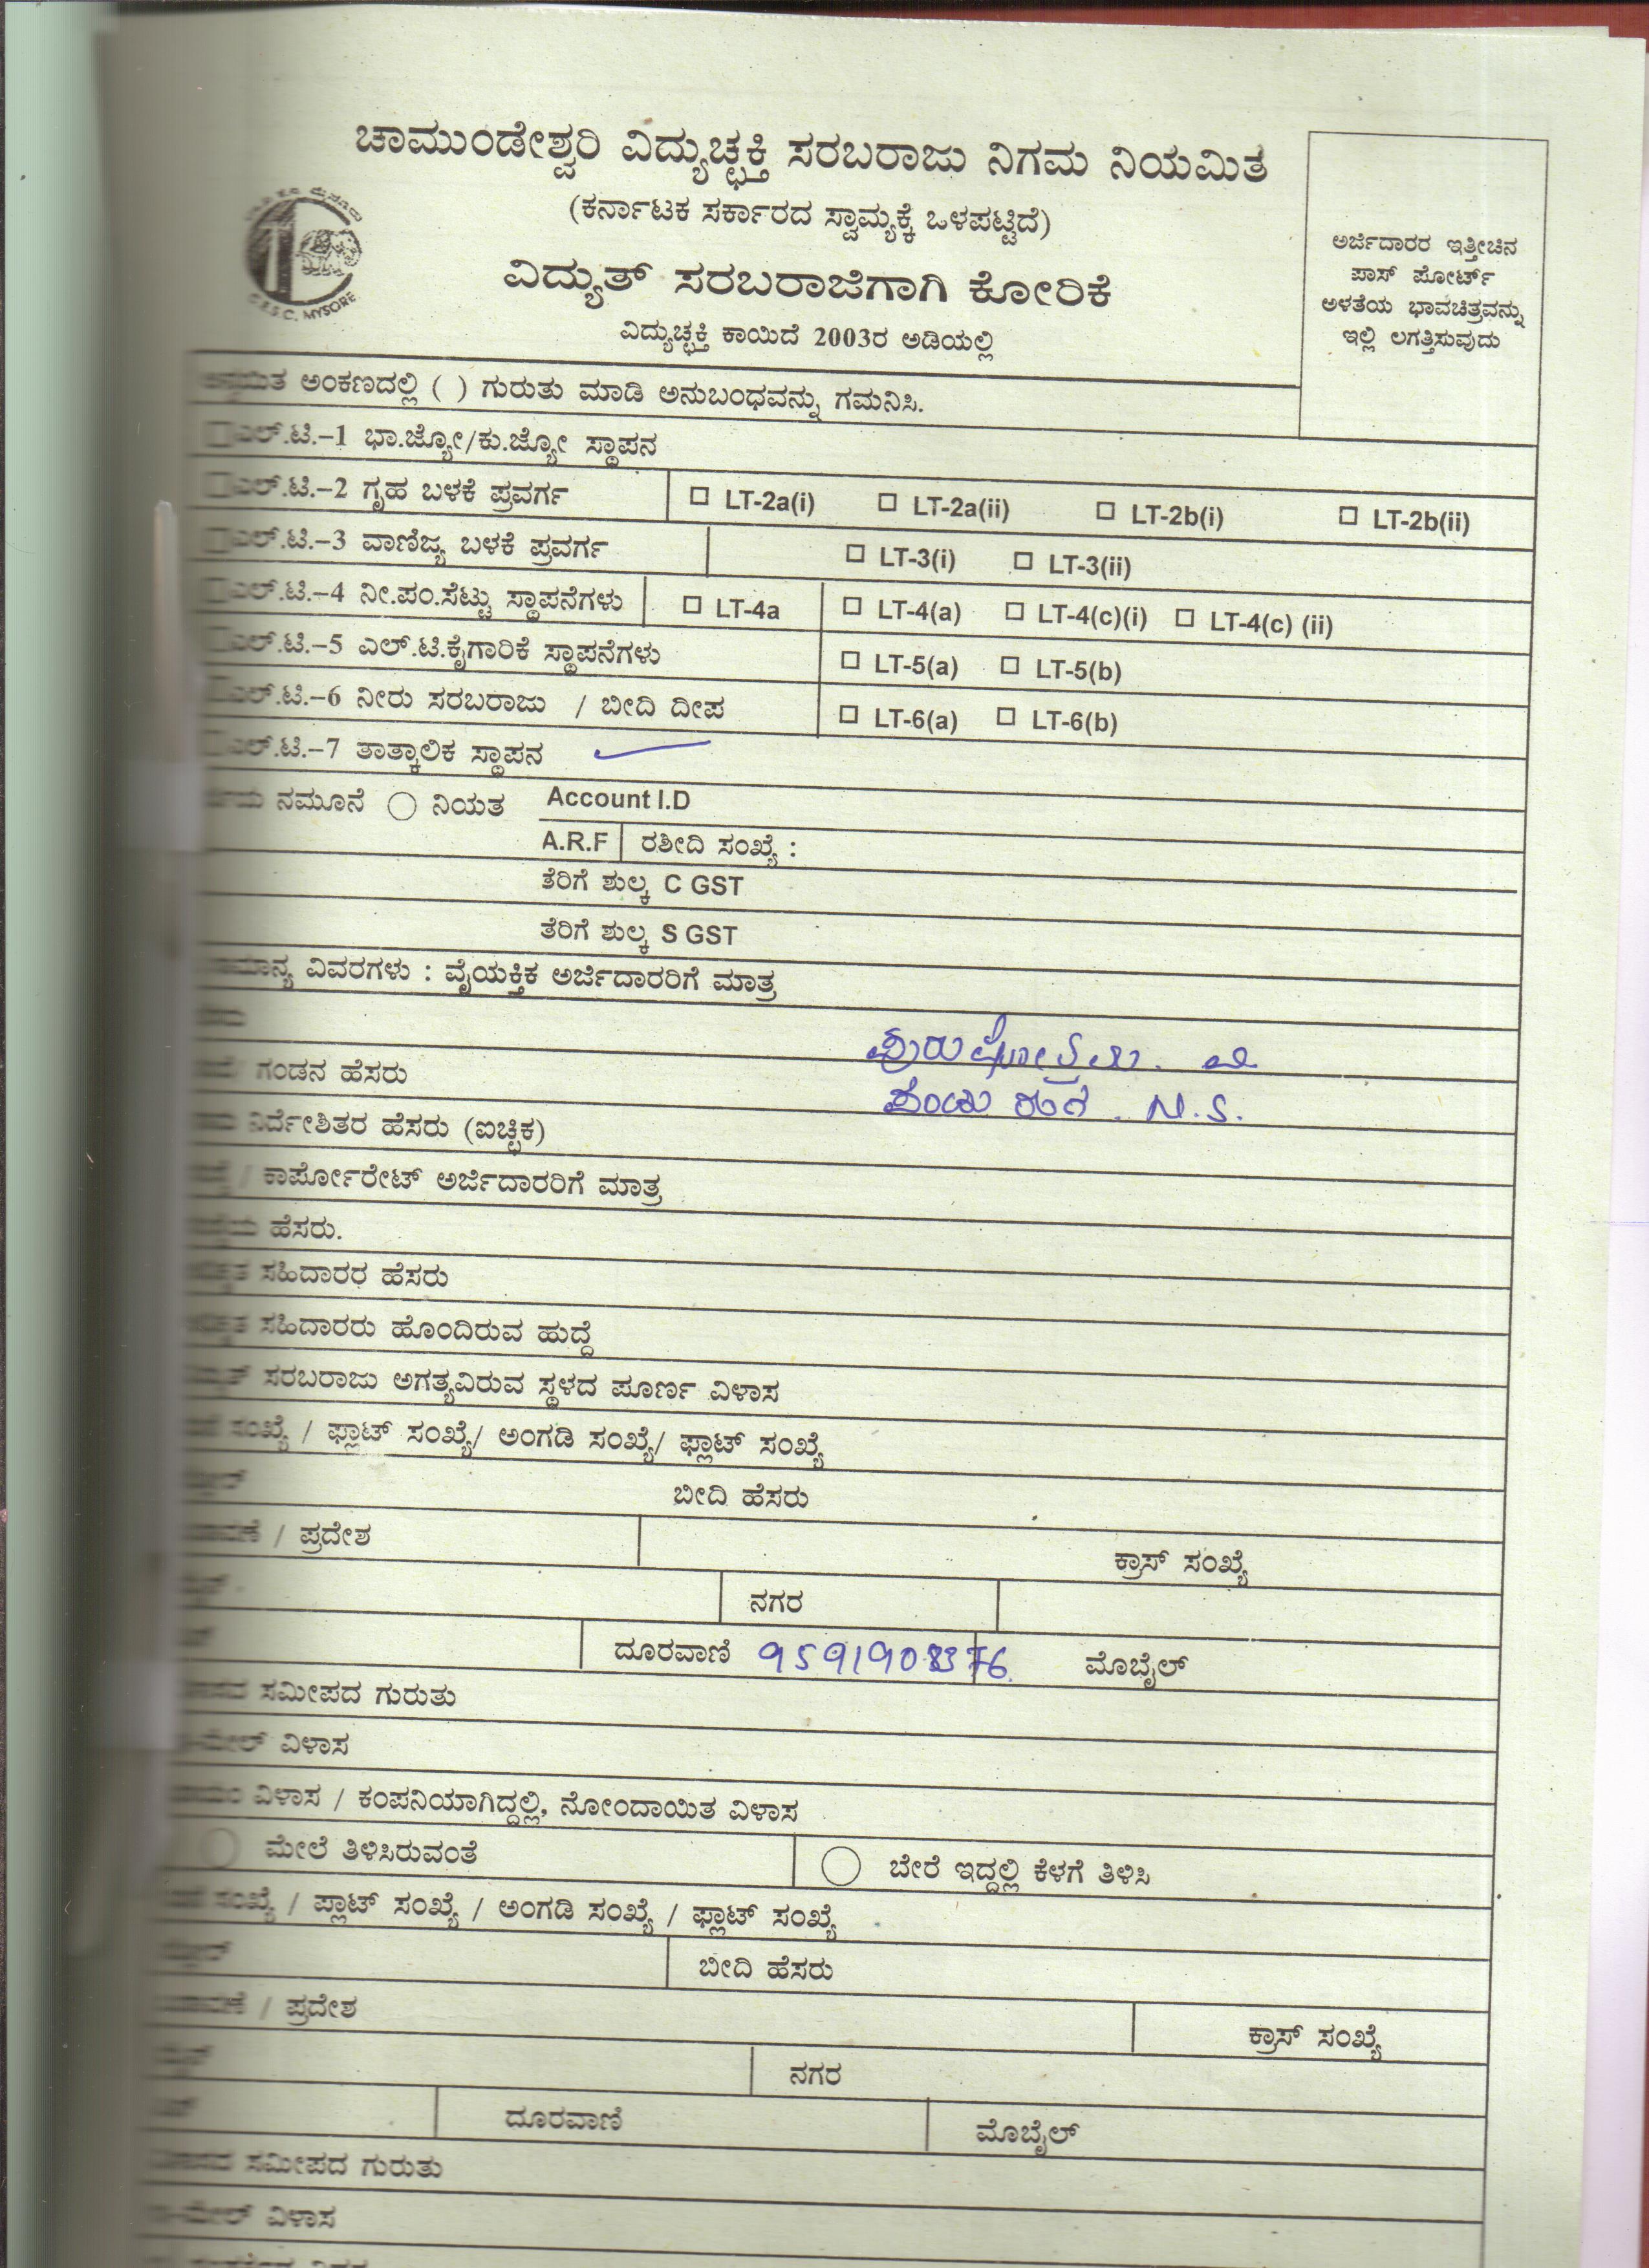 ಚಾಮುಂಡೇಶ್ವರಿ ವಿದ್ಯುಚ್ಛಕ್ತಿ ಸರಬರಾಜು ನಿಗಮ ನಿಯಮಿತ
(ಕರ್ನಾಟಕ ಸರ್ಕಾರದ ಸ್ವಾಮ್ಯಕ್ಕೆ ಒಳಪಟ್ಟಿದೆ)
ವಿದ್ಯುತ್ ಸರಬರಾಜೆಗಾಗಿ ಕೋರಿಕೆ
ವಿದ್ಯುಚ್ಛಕ್ತಿ ಕಾಯಿದೆ 2003ರ ಅಡಿಯಲ್ಲಿ
C.E.S.C. MYSORE
ಅರ್ಜಿದಾರರ ಇತ್ತೀಚಿನ
ಪಾಸ್ ಪೋರ್ಟ್
ಅಳತೆಯ ಭಾವಚಿತ್ರವನ್ನು
ಇಲ್ಲಿ ಲಗತ್ತಿಸುವುದು
ಅಂಕಣದಲ್ಲಿ ( ) ಗುರುತು ಮಾಡಿ ಅನುಬಂಧವನ್ನು ಗಮನಿಸಿ.
ಎಲ್.ಟಿ.–1 ಭಾ.ಜ್ಯೋ/ಕು.ಜ್ಯೋ ಸ್ಥಾಪನ
ಎಲ್.ಟಿ.–2 ಗೃಹ ಬಳಕೆ ಪ್ರವರ್ಗ LT-2a(i) LT-2a(ii) LT-2b(i) LT-2b(ii)
ಎಲ್.ಟಿ.–3 ವಾಣಿಜ್ಯ ಬಳಕೆ ಪ್ರವರ್ಗ LT-3(i) LT-3(ii)
ಎಲ್.ಟಿ.–4 ನೀ.ಪಂ.ಸೆಟ್ಟು ಸ್ಥಾಪನೆಗಳು LT-4a LT-4(a) LT-4(c)(i) LT-4(c) (ii)
ಎಲ್.ಟಿ.–5 ಎಲ್.ಟಿ.ಕೈಗಾರಿಕೆ ಸ್ಥಾಪನೆಗಳು LT-5(a) LT-5(b)
ಎಲ್.ಟಿ.–6 ನೀರು ಸರಬರಾಜು / ಬೀದಿ ದೀಪ LT-6(a) LT-6(b)
ಎಲ್.ಟಿ.–7 ತಾತ್ಕಾಲಿಕ ಸ್ಥಾಪನ
ನಮೂನೆ ನಿಯತ Account I.D
A.R.F ರಶೀದಿ ಸಂಖ್ಯೆ :
ತೆರಿಗೆ ಶುಲ್ಕ C GST
ತೆರಿಗೆ ಶುಲ್ಕ S GST
ಸಾಮಾನ್ಯ ವಿವರಗಳು : ವೈಯಕ್ತಿಕ ಅರ್ಜಿದಾರರಿಗೆ ಮಾತ್ರ
ಗಂಡನ ಹೆಸರು N.S.
ನಿರ್ದೇಶಿತರ ಹೆಸರು (ಐಚ್ಛಿಕ)
/ ಕಾರ್ಪೋರೇಟ್ ಅರ್ಜಿದಾರರಿಗೆ ಮಾತ್ರ
ಹೆಸರು.
ಸಹಿದಾರರ ಹೆಸರು
ಸಹಿದಾರರು ಹೊಂದಿರುವ ಹುದ್ದೆ
ಸರಬರಾಜು ಅಗತ್ಯವಿರುವ ಸ್ಥಳದ ಪೂರ್ಣ ವಿಳಾಸ
ಸಂಖ್ಯೆ / ಪ್ಲಾಟ್ ಸಂಖ್ಯೆ/ ಅಂಗಡಿ ಸಂಖ್ಯೆ/ ಫ್ಲಾಟ್ ಸಂಖ್ಯೆ
ಬೀದಿ ಹೆಸರು
/ ಪ್ರದೇಶ ಕ್ರಾಸ್ ಸಂಖ್ಯೆ
ನಗರ
ದೂರವಾಣಿ 9591908376 ಮೊಬೈಲ್
ಸಮೀಪದ ಗುರುತು
ಇ-ಮೇಲ್ ವಿಳಾಸ
ವಿಳಾಸ / ಕಂಪನಿಯಾಗಿದ್ದಲ್ಲಿ, ನೋಂದಾಯಿತ ವಿಳಾಸ
ಮೇಲೆ ತಿಳಿಸಿರುವಂತೆ ಬೇರೆ ಇದ್ದಲ್ಲಿ ಕೆಳಗೆ ತಿಳಿಸಿ
ಸಂಖ್ಯೆ / ಪ್ಲಾಟ್ ಸಂಖ್ಯೆ / ಅಂಗಡಿ ಸಂಖ್ಯೆ / ಫ್ಲಾಟ್ ಸಂಖ್ಯೆ
ಬೀದಿ ಹೆಸರು
/ ಪ್ರದೇಶ ಕ್ರಾಸ್ ಸಂಖ್ಯೆ
ನಗರ
ದೂರವಾಣಿ ಮೊಬೈಲ್
ಸಮೀಪದ ಗುರುತು
ಇ-ಮೇಲ್ ವಿಳಾಸ